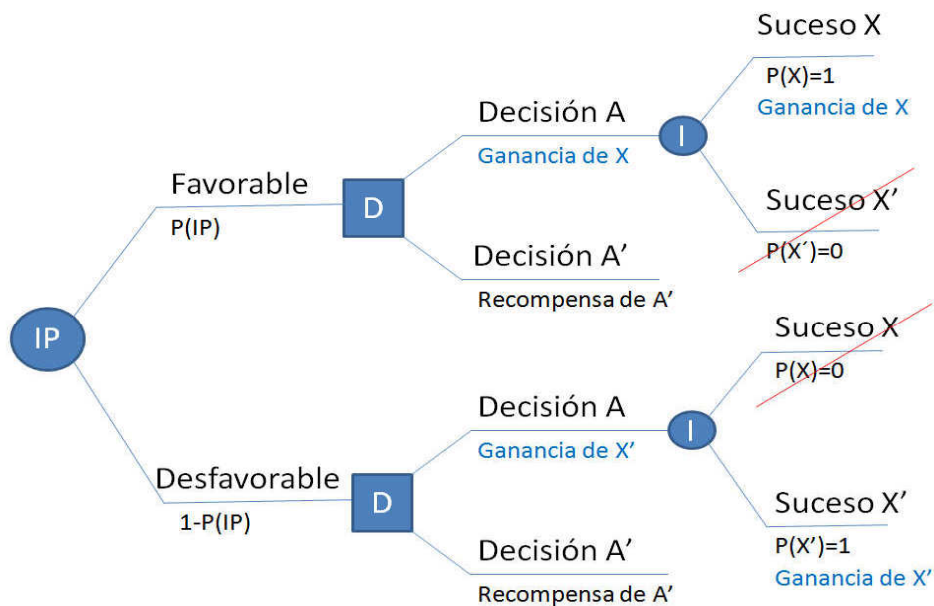 Suceso X
P(X)=1
Ganancia de X
Decisión A
Ganancia de X
I
Suceso X'
P(X´)=0
Favorable
P(IP)
D
Decisión A'
Recompensa de A'
IP
Suceso X
P(X)=0
Decisión A
Ganancia de X'
I
Desfavorable
1-P(IP)
D
Suceso X'
P(X')=1
Ganancia de X'
Decisión A'
Recompensa de A'